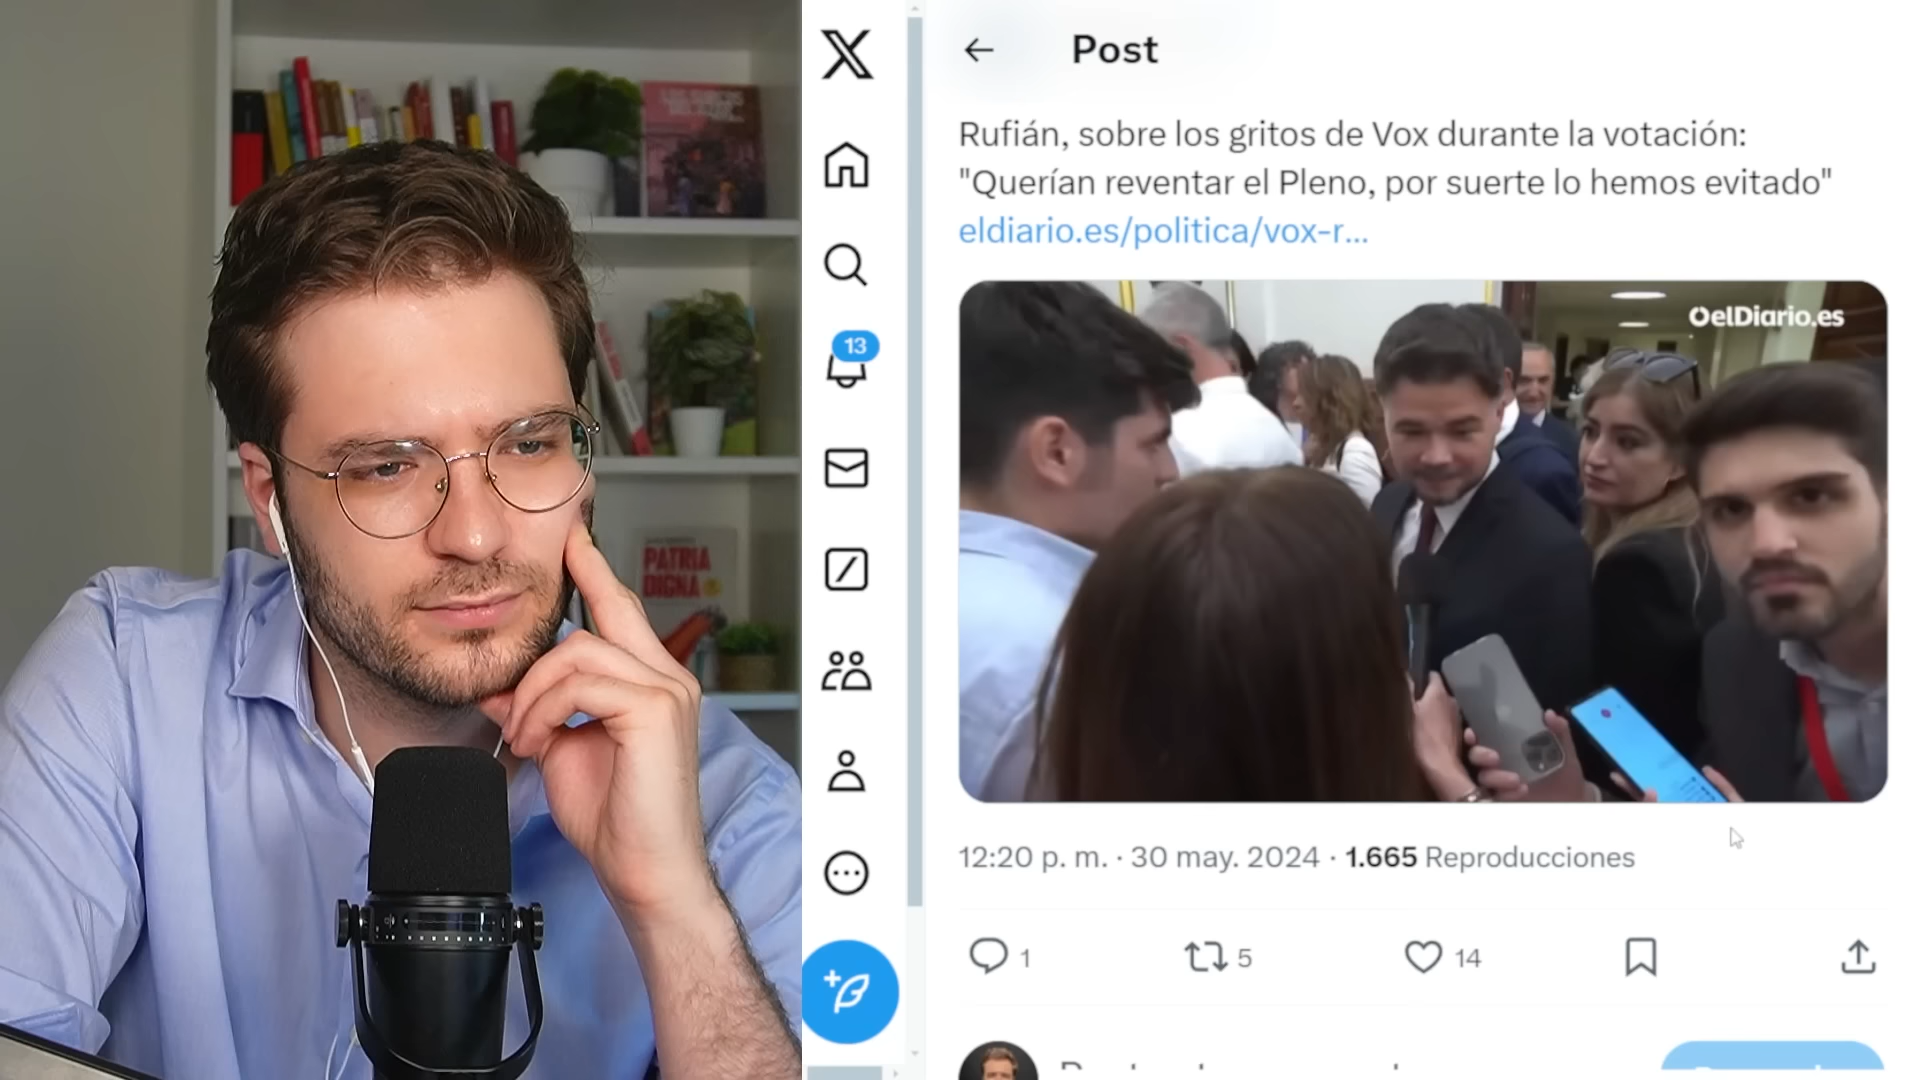 Post
Rufián, sobre los gritos de Vox durante la votación:
"Querían reventar el Pleno, por suerte lo hemos evitado"
eldiario.es/politica/vox-r...
elDiario.es
13
12:20 p. m. · 30 may. 2024 · 1.665 Reproducciones
1 5 14
PATRIA
DIGNA